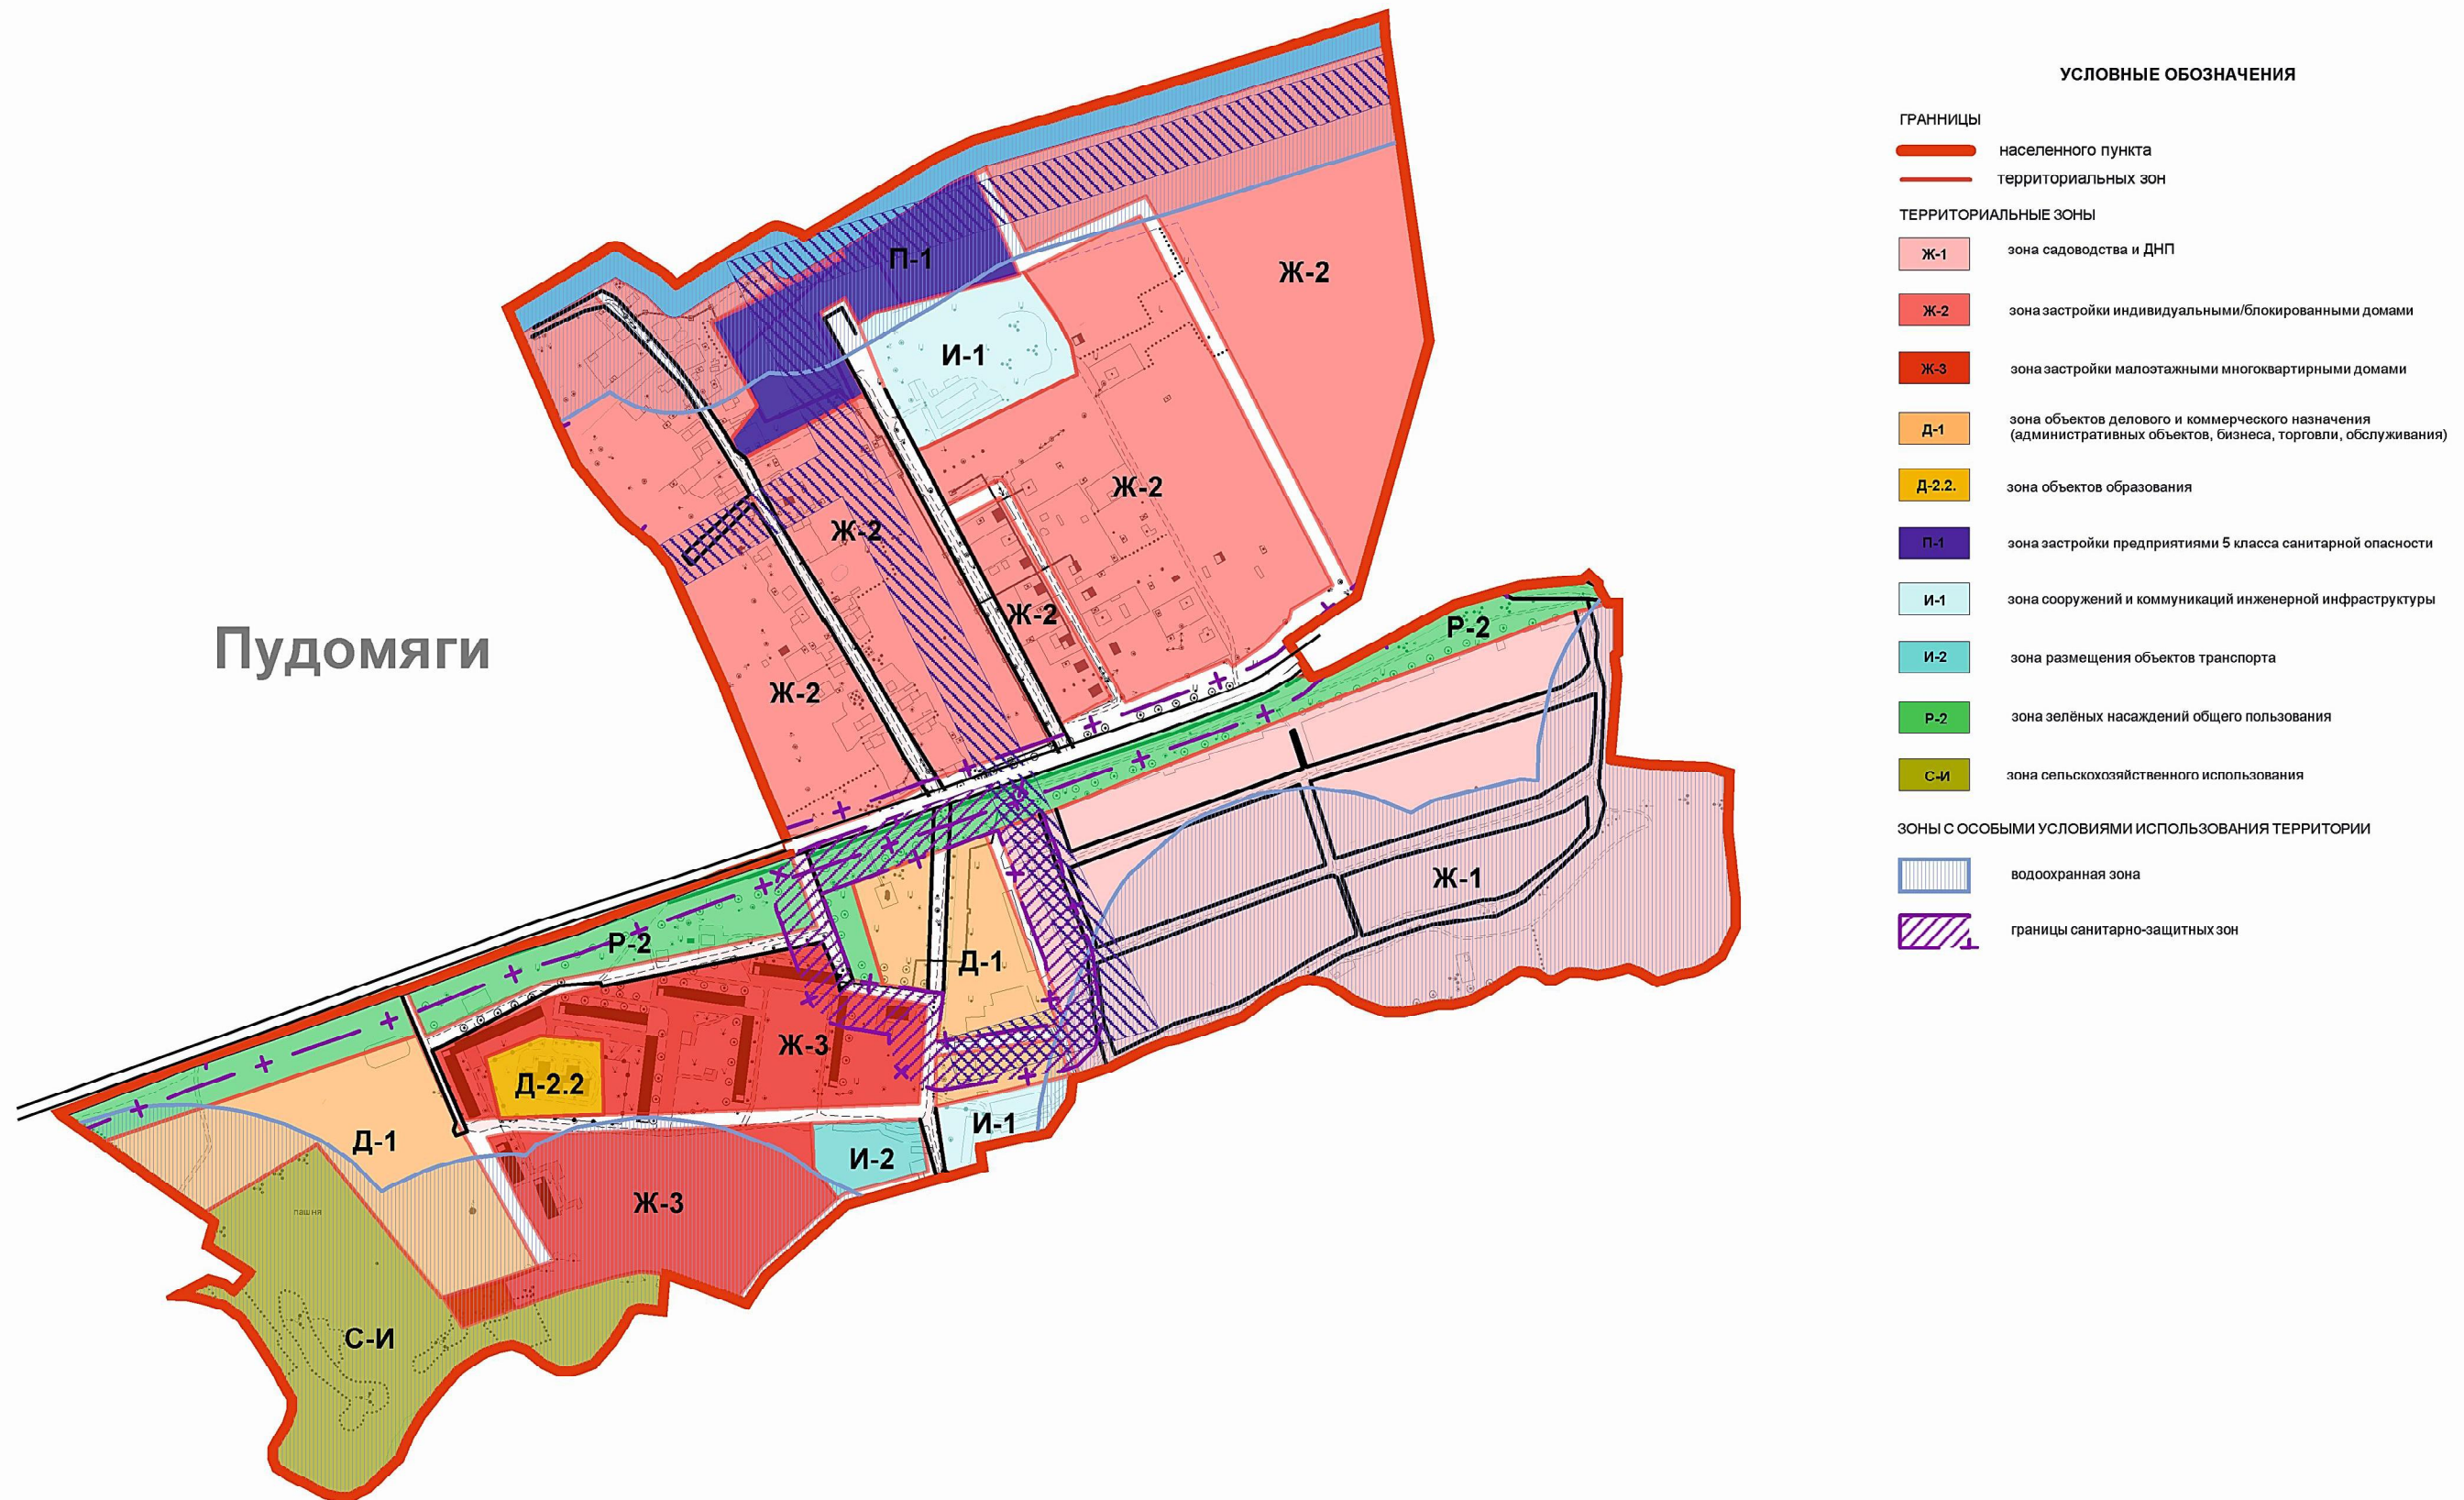 УСЛОВНЫЕ ОБОЗНАЧЕНИЯ
ГРАННИЦЫ
населенного пункта
территориальных зон
ТЕРРИТОРИАЛЬНЫЕ ЗОНЫ
Ж-1 зона садоводства и ДНП
Ж-2 зона застройки индивидуальными/блокированными домами
Ж-3 зона застройки малоэтажными многоквартирными домами
Д-1 зона объектов делового и коммерческого назначения
(административных объектов, бизнеса, торговли, обслуживания)
Д-2.2. зона объектов образования
П-1 зона застройки предприятиями 5 класса санитарной опасности
И-1 зона сооружений и коммуникаций инженерной инфраструктуры
И-2 зона размещения объектов транспорта
Р-2 зона зелёных насаждений общего пользования
С-И зона сельскохозяйственного использования
ЗОНЫ С ОСОБЫМИ УСЛОВИЯМИ ИСПОЛЬЗОВАНИЯ ТЕРРИТОРИИ
водоохранная зона
границы санитарно-защитных зон
Пудомяги
П-1
Ж-2
И-1
Ж-2
Ж-2
Ж-2
Р-2
Ж-2
Ж-1
Р-2
Д-1
Ж-3
Д-2.2
И-1
Д-1
И-2
Ж-3
пашня
С-И